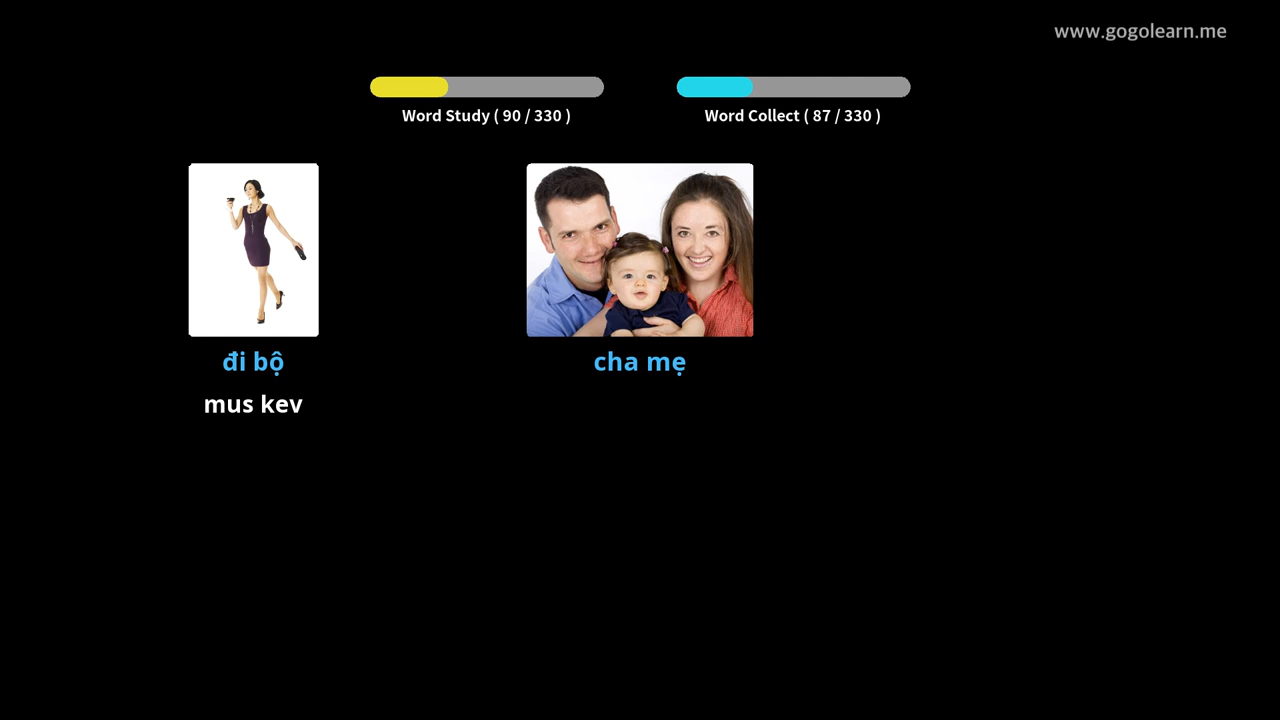 www.gogolearn.me
Word Study ( 90 / 330 )
Word Collect ( 87 / 330 )
đi bộ
cha mẹ
mus kev